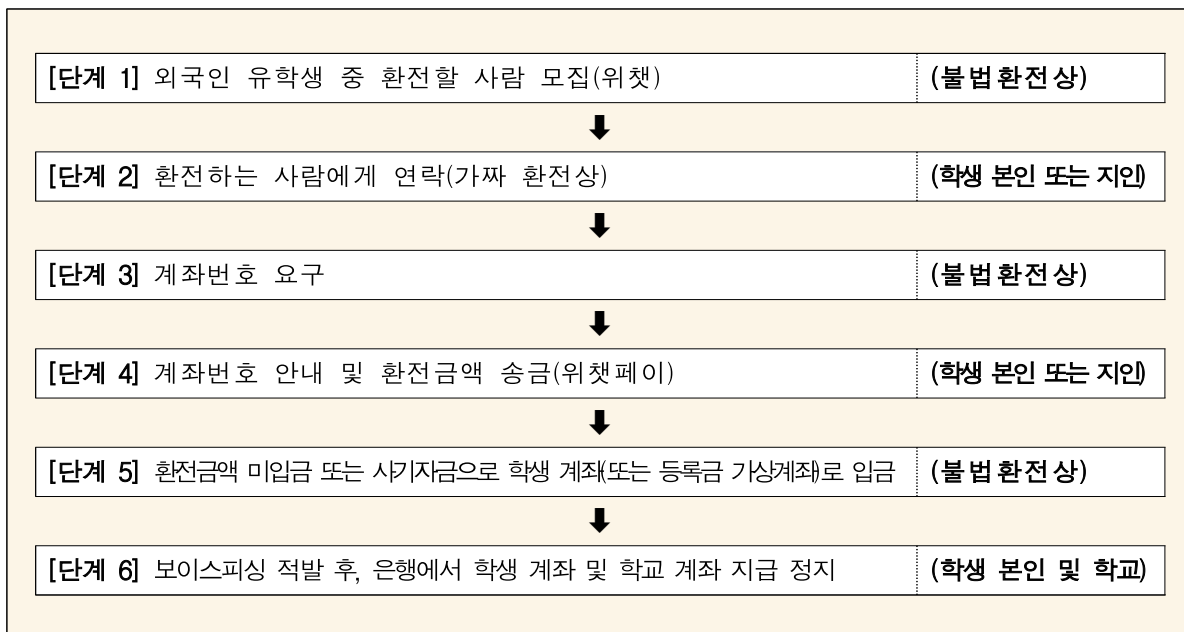 [단계 1] 외국인 유학생 중 환전할 사람 모집(위챗) (불법환전상)
[단계 2] 환전하는 사람에게 연락(가짜 환전상) (학생 본인 또는 지인)
[단계 3] 계좌번호 요구 (불법환전상)
[단계 4] 계좌번호 안내 및 환전금액 송금(위챗페이) (학생 본인 또는 지인)
[단계 5] 환전금액 미입금 또는 사기자금으로 학생 계좌(또는 등록금 가상계좌)로 입금 (불법환전상)
[단계 6] 보이스피싱 적발 후, 은행에서 학생 계좌 및 학교 계좌 지급 정지 (학생 본인 및 학교)